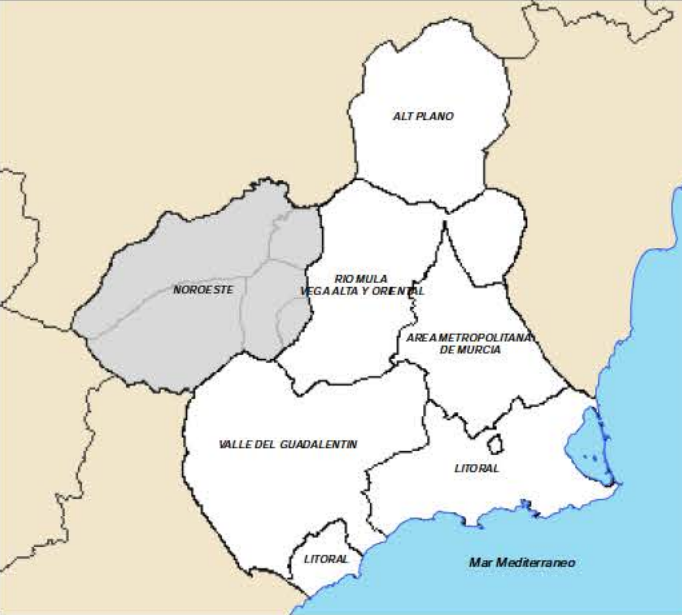 ALT PLANO
NOROESTE
RIO MULA
VEGA ALTA Y ORIENTAL
AREA METROPOLITANA
DE MURCIA
VALLE DEL GUADALENTIN
LITORAL
LITORAL
Mar Mediterraneo